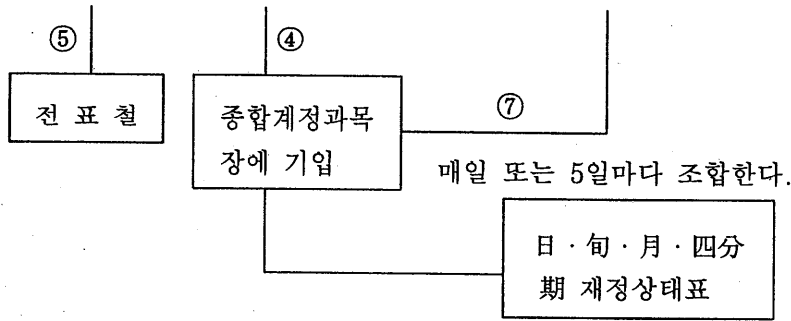 ⑤
④
전 표 철
종합계정과목
장에 기입
⑦
매일 또는 5일마다 조합한다.
日·旬·月·四分
期 재정상태표